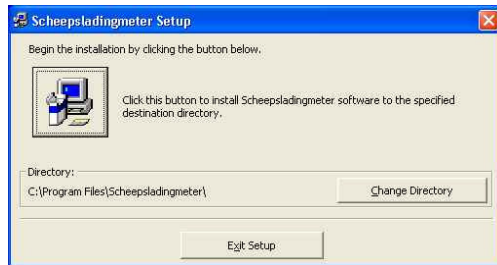 Scheepsladingmeter Setup
Begin the installation by clicking the button below.
Click this button to install Scheepsladingmeter software to the specified
destination directory.
Directory:
C:\Program Files\Scheepsladingmeter\
Change Directory
Exit Setup